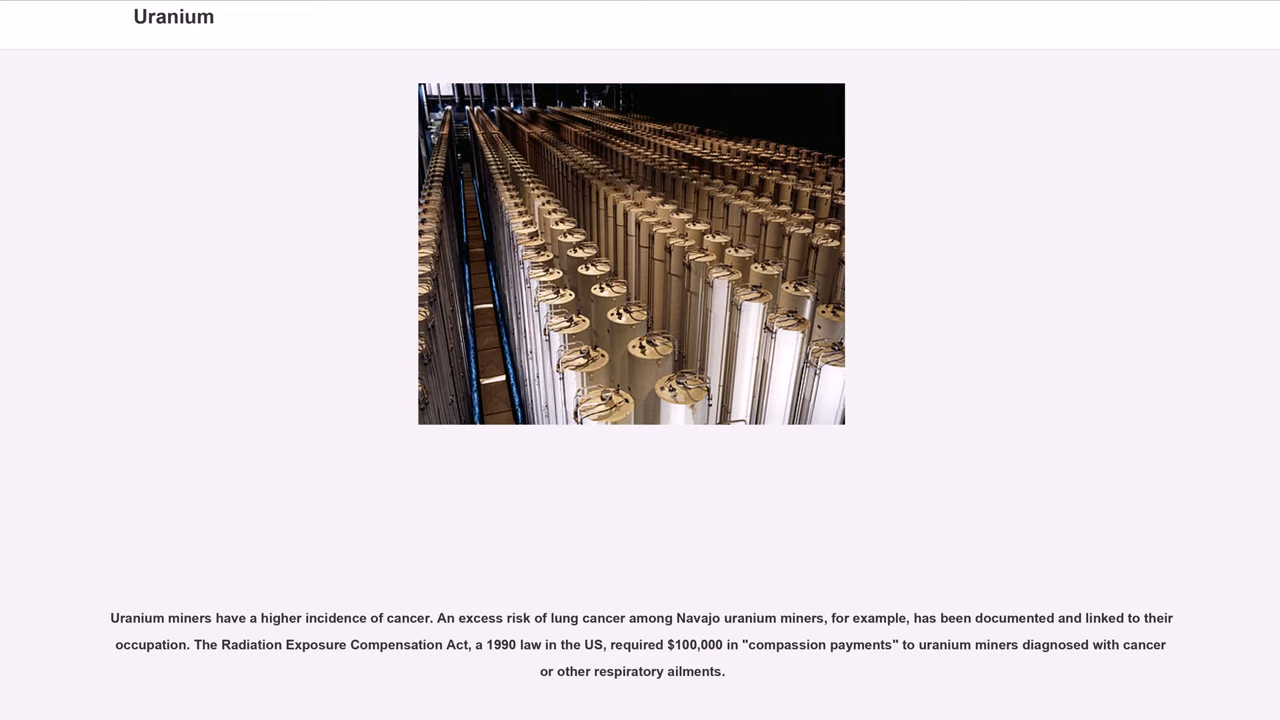 Uranium
Uranium miners have a higher incidence of cancer. An excess risk of lung cancer among Navajo uranium miners, for example, has been documented and linked to their
occupation. The Radiation Exposure Compensation Act, a 1990 law in the US, required $100,000 in "compassion payments" to uranium miners diagnosed with cancer
or other respiratory ailments.